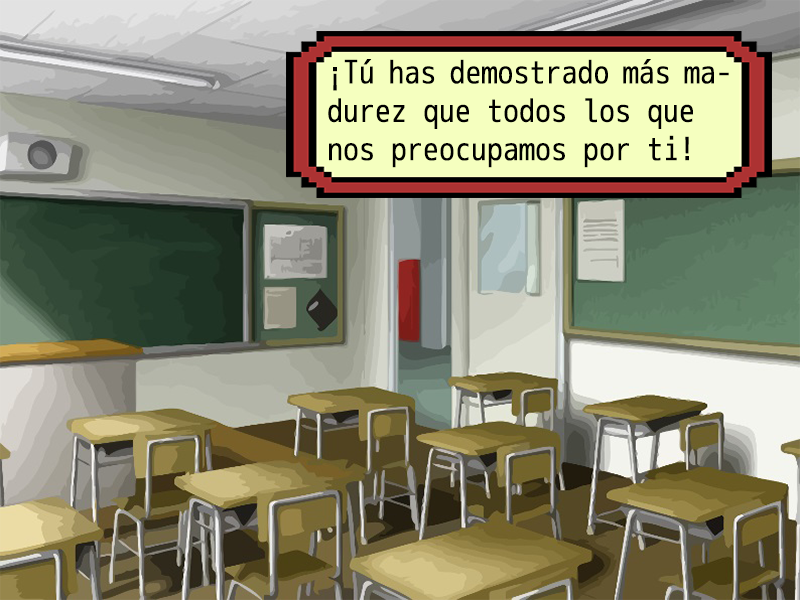 ¡Tú has demostrado más ma-
durez que todos los que
nos preocupamos por ti!